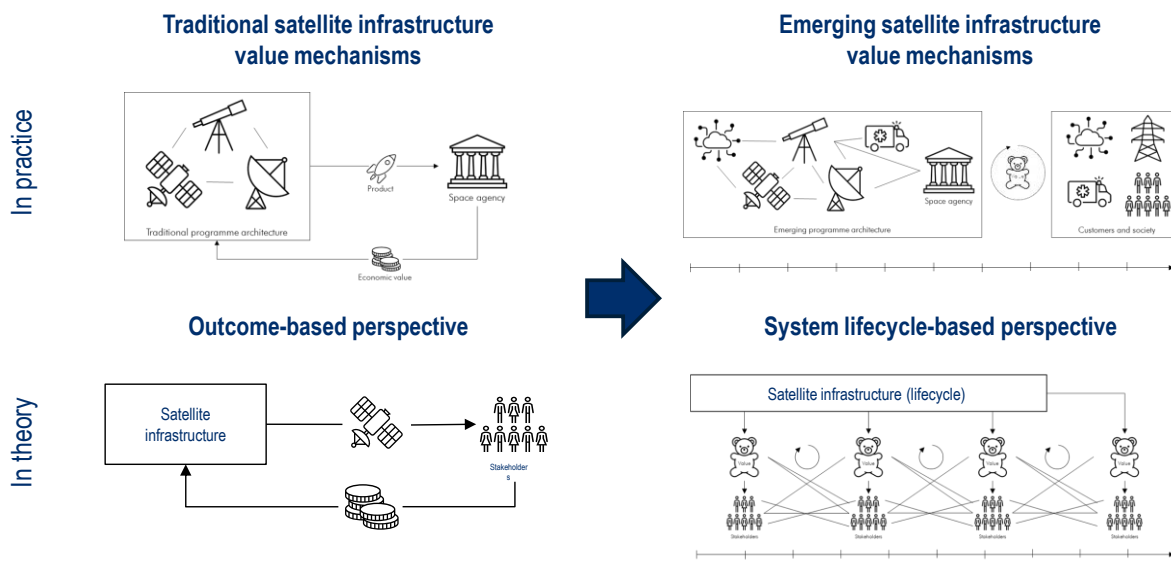 Traditional satellite infrastructure
value mechanisms
Emerging satellite infrastructure
value mechanisms
In practice
Product
Space agency
Traditional programme architecture
Economic value
Space agency
Emerging programme architecture
Customers and society
Outcome-based perspective
System lifecycle-based perspective
In theory
Satellite
infrastructure
Stakeholder
s
Satellite infrastructure (lifecycle)
Value
Value
Value
Value
Stakeholders
Stakeholders
Stakeholders
Stakeholders